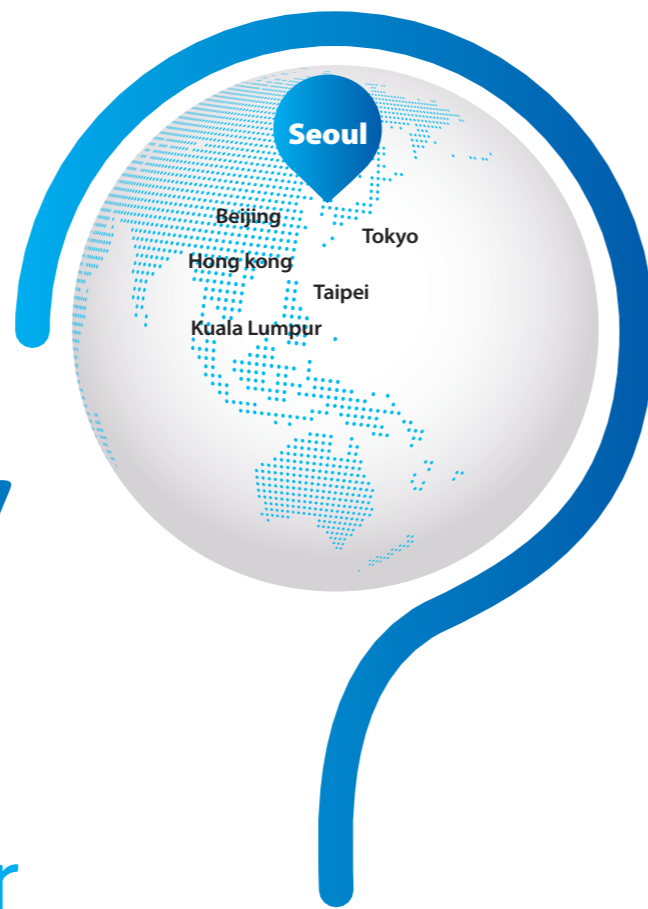 Seoul
Beijing
Tokyo
Hong kong
Taipei
Kuala Lumpur
r